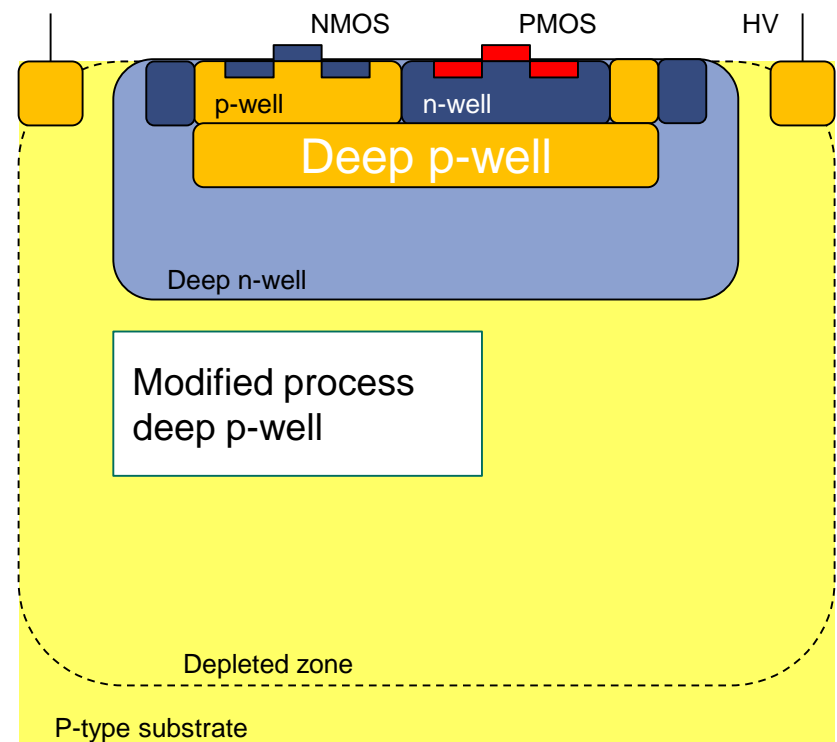 NMOS
PMOS
HV
p-well
n-well
Deep p-well
Deep n-well
Modified process
deep p-well
Depleted zone
P-type substrate